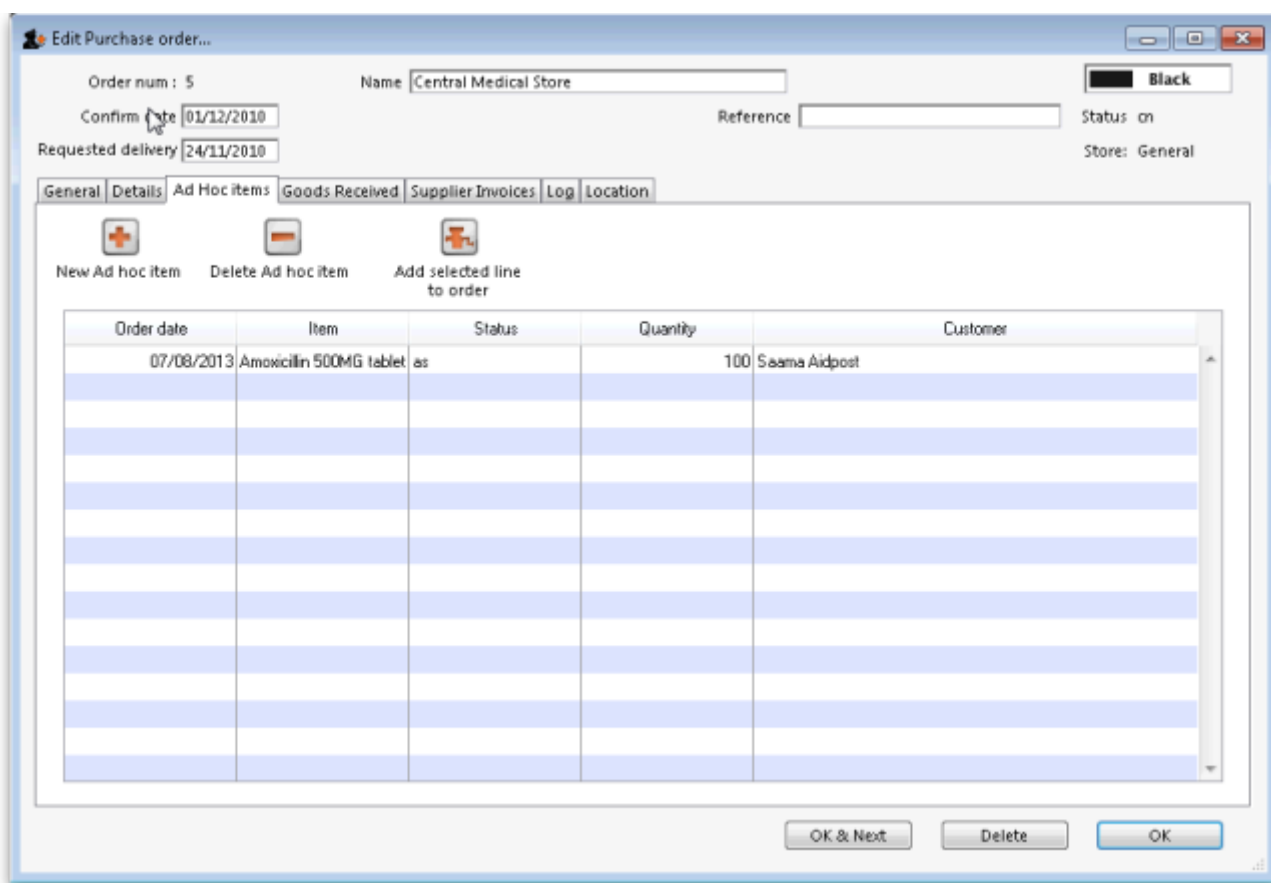 Edit Purchase order...
Order num : 5
Name Central Medical Store
Black
Confirm date 01/12/2010
Reference
Status cn
Requested delivery 24/11/2010
Store: General
General Details Ad Hoc items Goods Received Supplier Invoices Log Location
New Ad hoc item Delete Ad hoc item Add selected line
to order
Order date Item Status Quantity Customer
07/08/2013 Amoxicillin 500MG tablet as 100 Saama Aidpost
OK & Next Delete OK